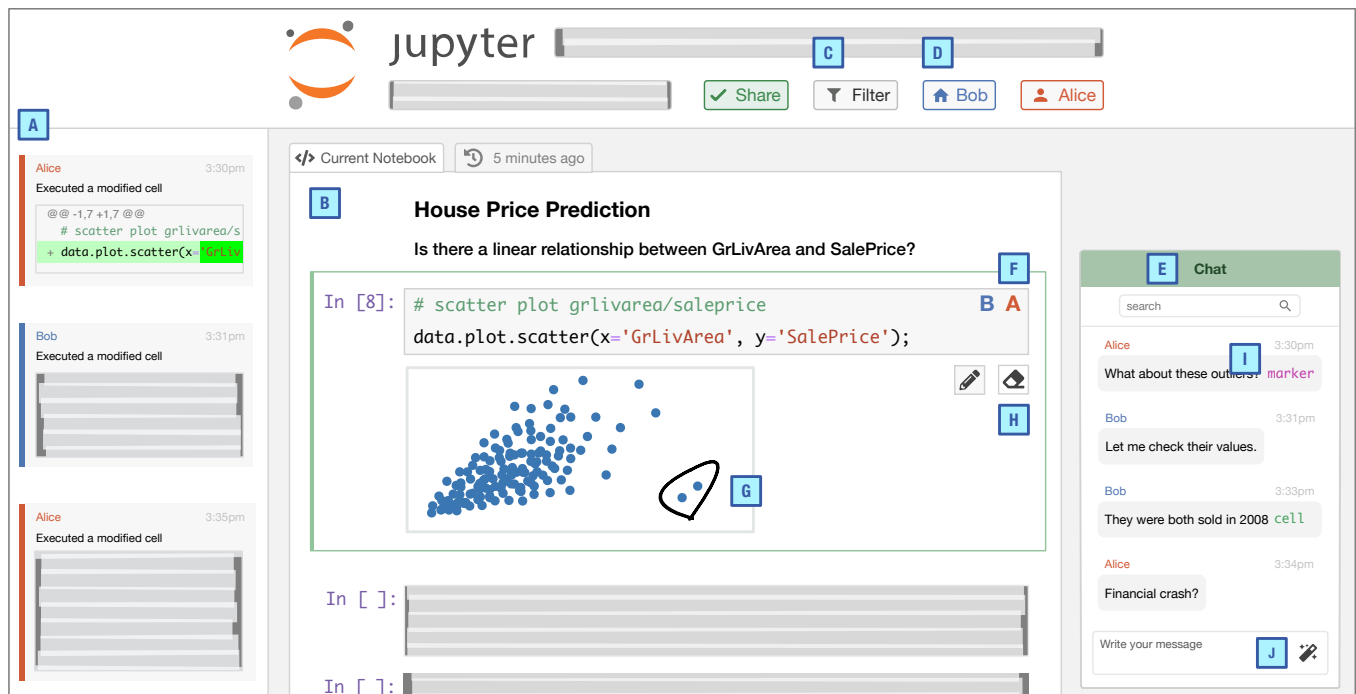 jupyter
C
D
Share
Filter
Bob
Alice
A
Alice 3:30pm
Executed a modified cell
@@ -1,7 +1,7 @@
# scatter plot grlivarea/s
+ data.plot.scatter(x='GrLiv
Bob 3:31pm
Executed a modified cell
Alice 3:35pm
Executed a modified cell
</> Current Notebook
5 minutes ago
B
House Price Prediction
Is there a linear relationship between GrLivArea and SalePrice?
F
In [8]:
# scatter plot grlivarea/saleprice
B A
data.plot.scatter(x='GrLivArea', y='SalePrice');
H
G
In [ ]:
In [ ]:
E
Chat
search
Alice 3:30pm
I
What about these outliers? marker
Bob 3:31pm
Let me check their values.
Bob 3:33pm
They were both sold in 2008 cell
Alice 3:34pm
Financial crash?
Write your message
J